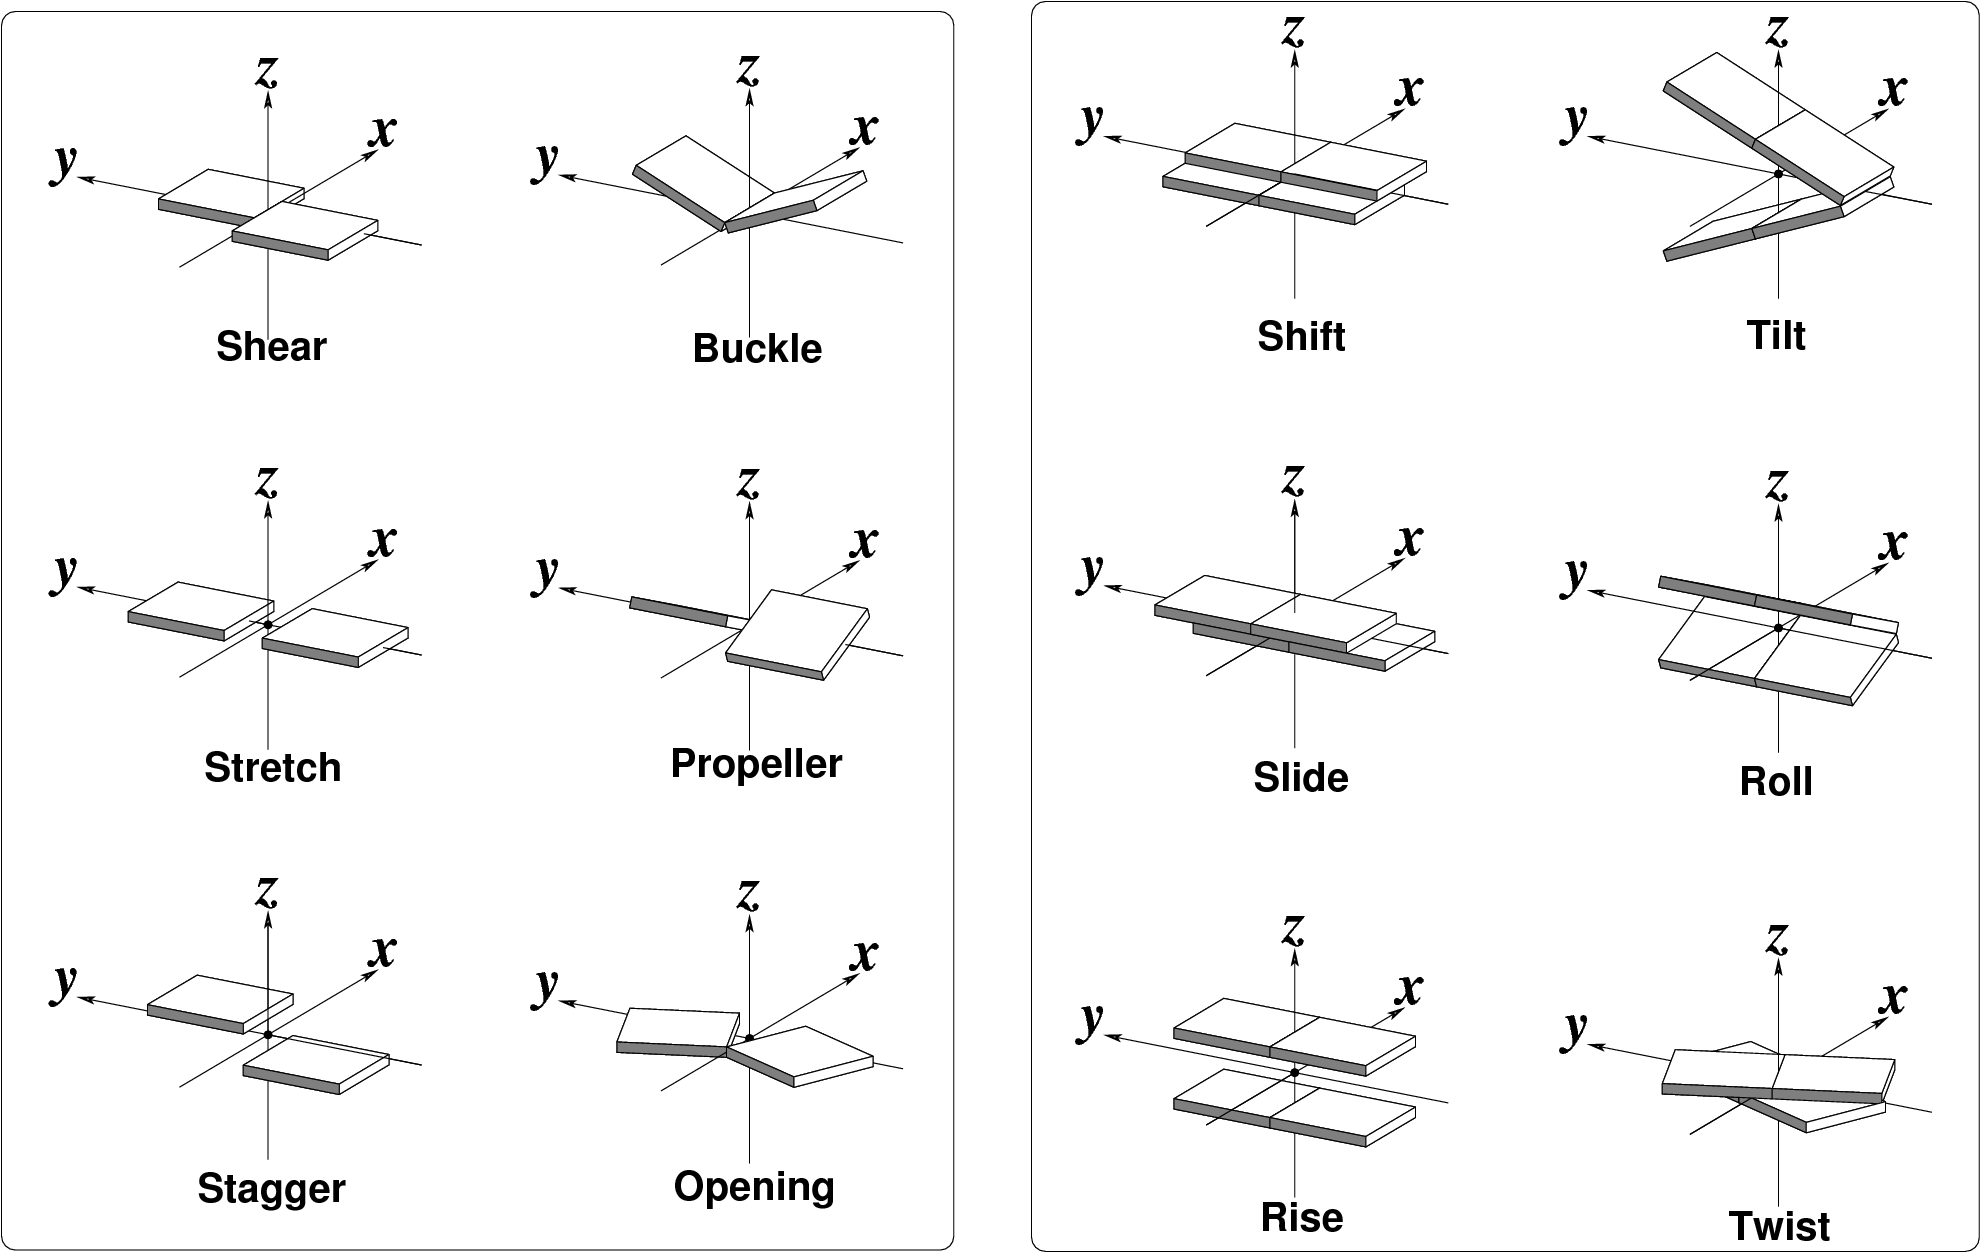 z
x
y
Shear
z
x
y
Buckle
z
x
y
Stretch
z
x
y
Propeller
z
x
y
Stagger
z
x
y
Opening
z
x
y
Shift
z
x
y
Tilt
z
x
y
Slide
z
x
y
Roll
z
x
y
Rise
z
x
y
Twist